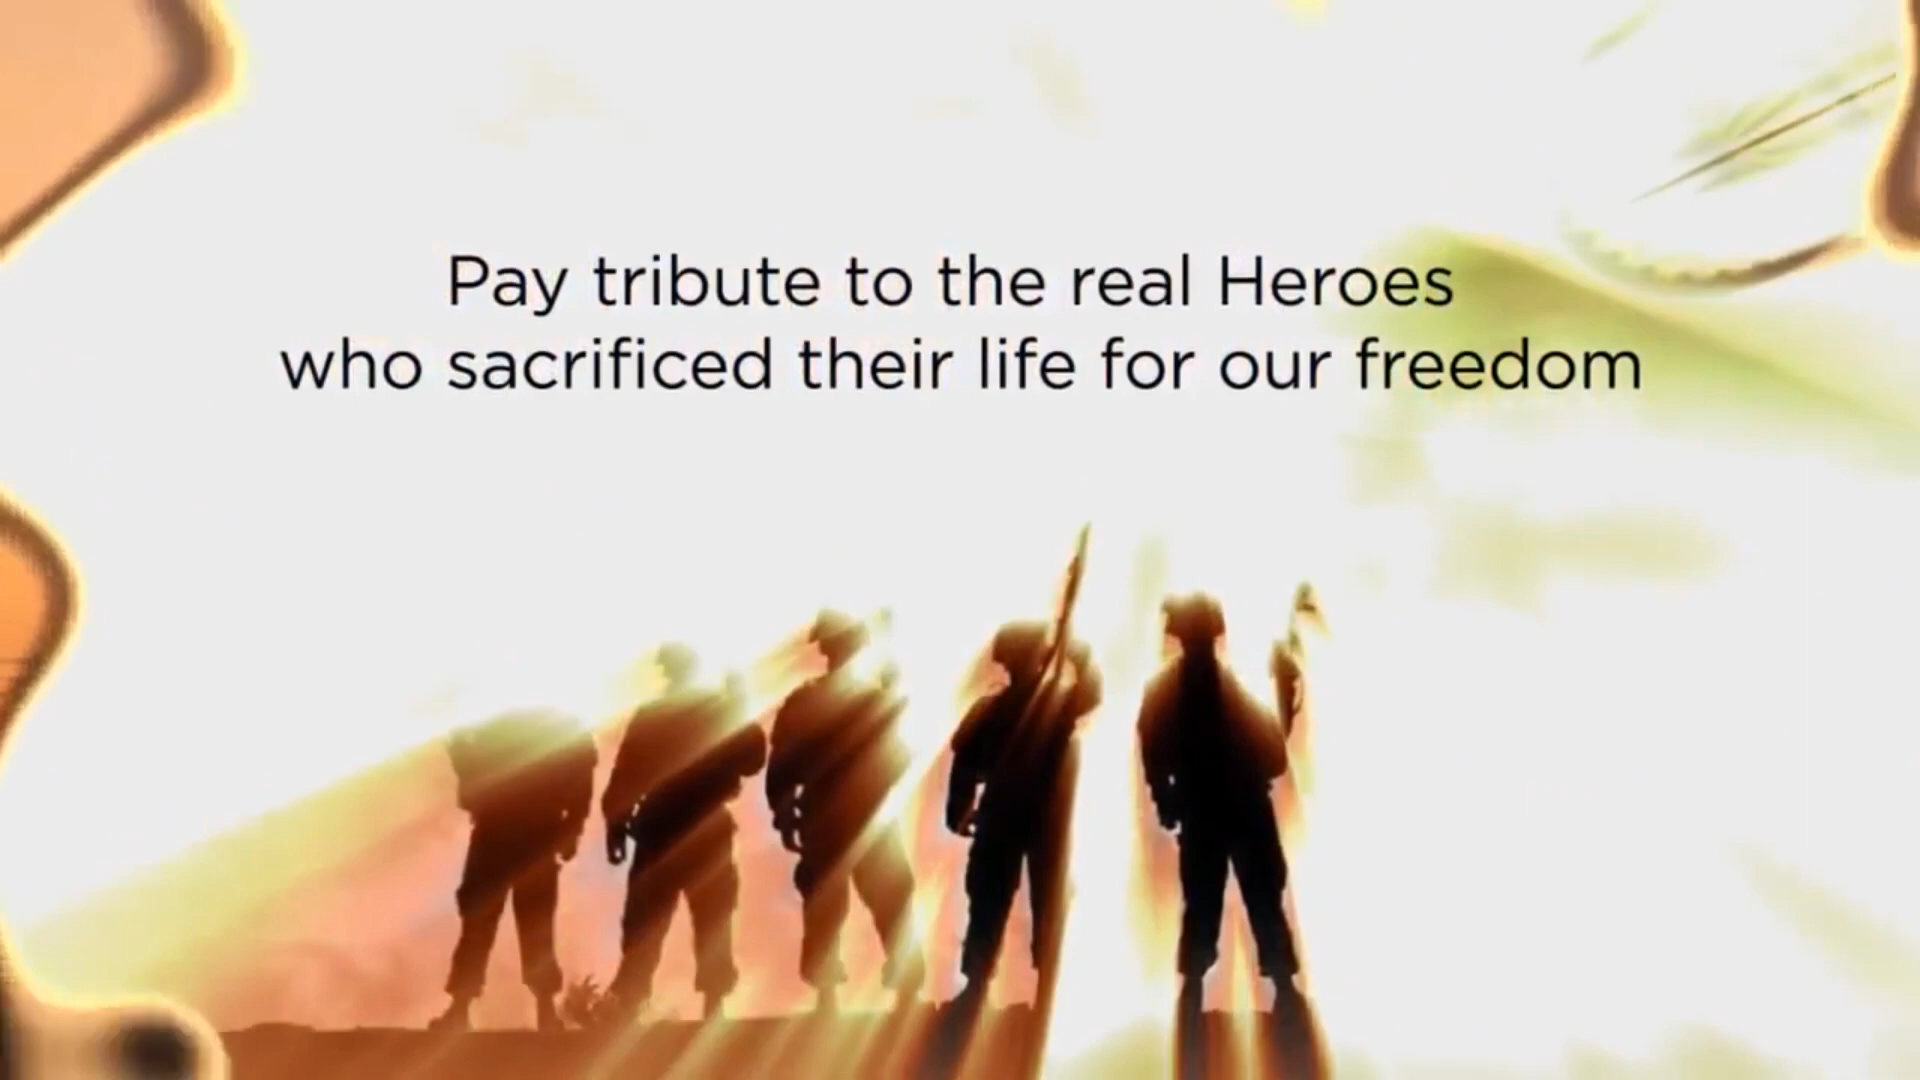 Pay tribute to the real Heroes
who sacrificed their life for our freedom